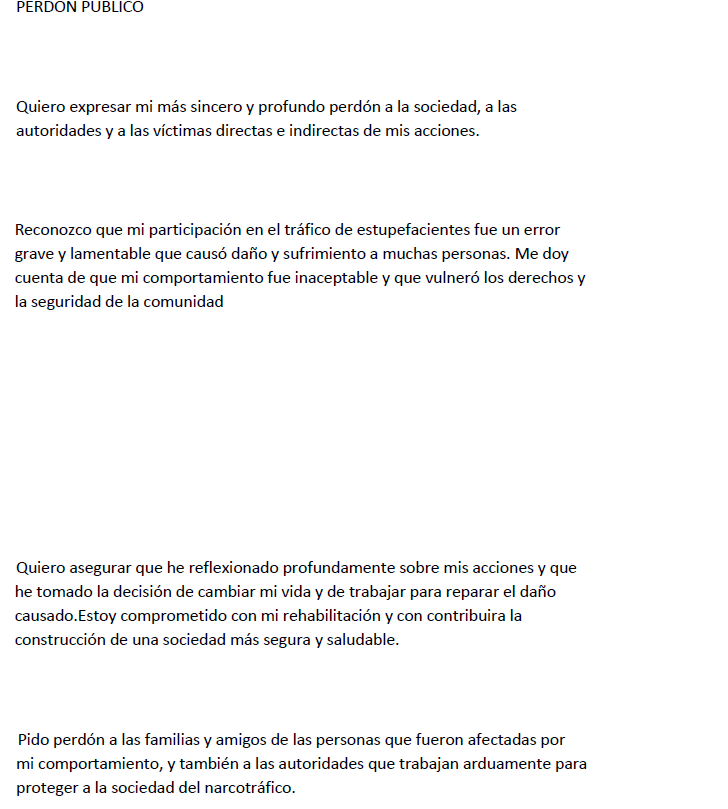 PERDON PUBLICO
Quiero expresar mi más sincero y profundo perdón a la sociedad, a las
autoridades y a las víctimas directas e indirectas de mis acciones.
Reconozco que mi participación en el tráfico de estupefacientes fue un error
grave y lamentable que causó daño y sufrimiento a muchas personas. Me doy
cuenta de que mi comportamiento fue inaceptable y que vulneró los derechos y
la seguridad de la comunidad
Quiero asegurar que he reflexionado profundamente sobre mis acciones y que
he tomado la decisión de cambiar mi vida y de trabajar para reparar el daño
causado.Estoy comprometido con mi rehabilitación y con contribuira la
construcción de una sociedad más segura y saludable.
Pido perdón a las familias y amigos de las personas que fueron afectadas por
mi comportamiento, y también a las autoridades que trabajan arduamente para
proteger a la sociedad del narcotráfico.